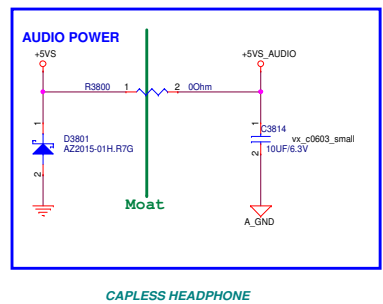 AUDIO POWER
+5VS
+5VS_AUDIO
R3800
1
2
0Ohm
1
D3801
AZ2015-01H.R7G
2
1
C3814
vx_c0603_small
10UF/6.3V
2
Moat
A_GND
CAPLESS HEADPHONE